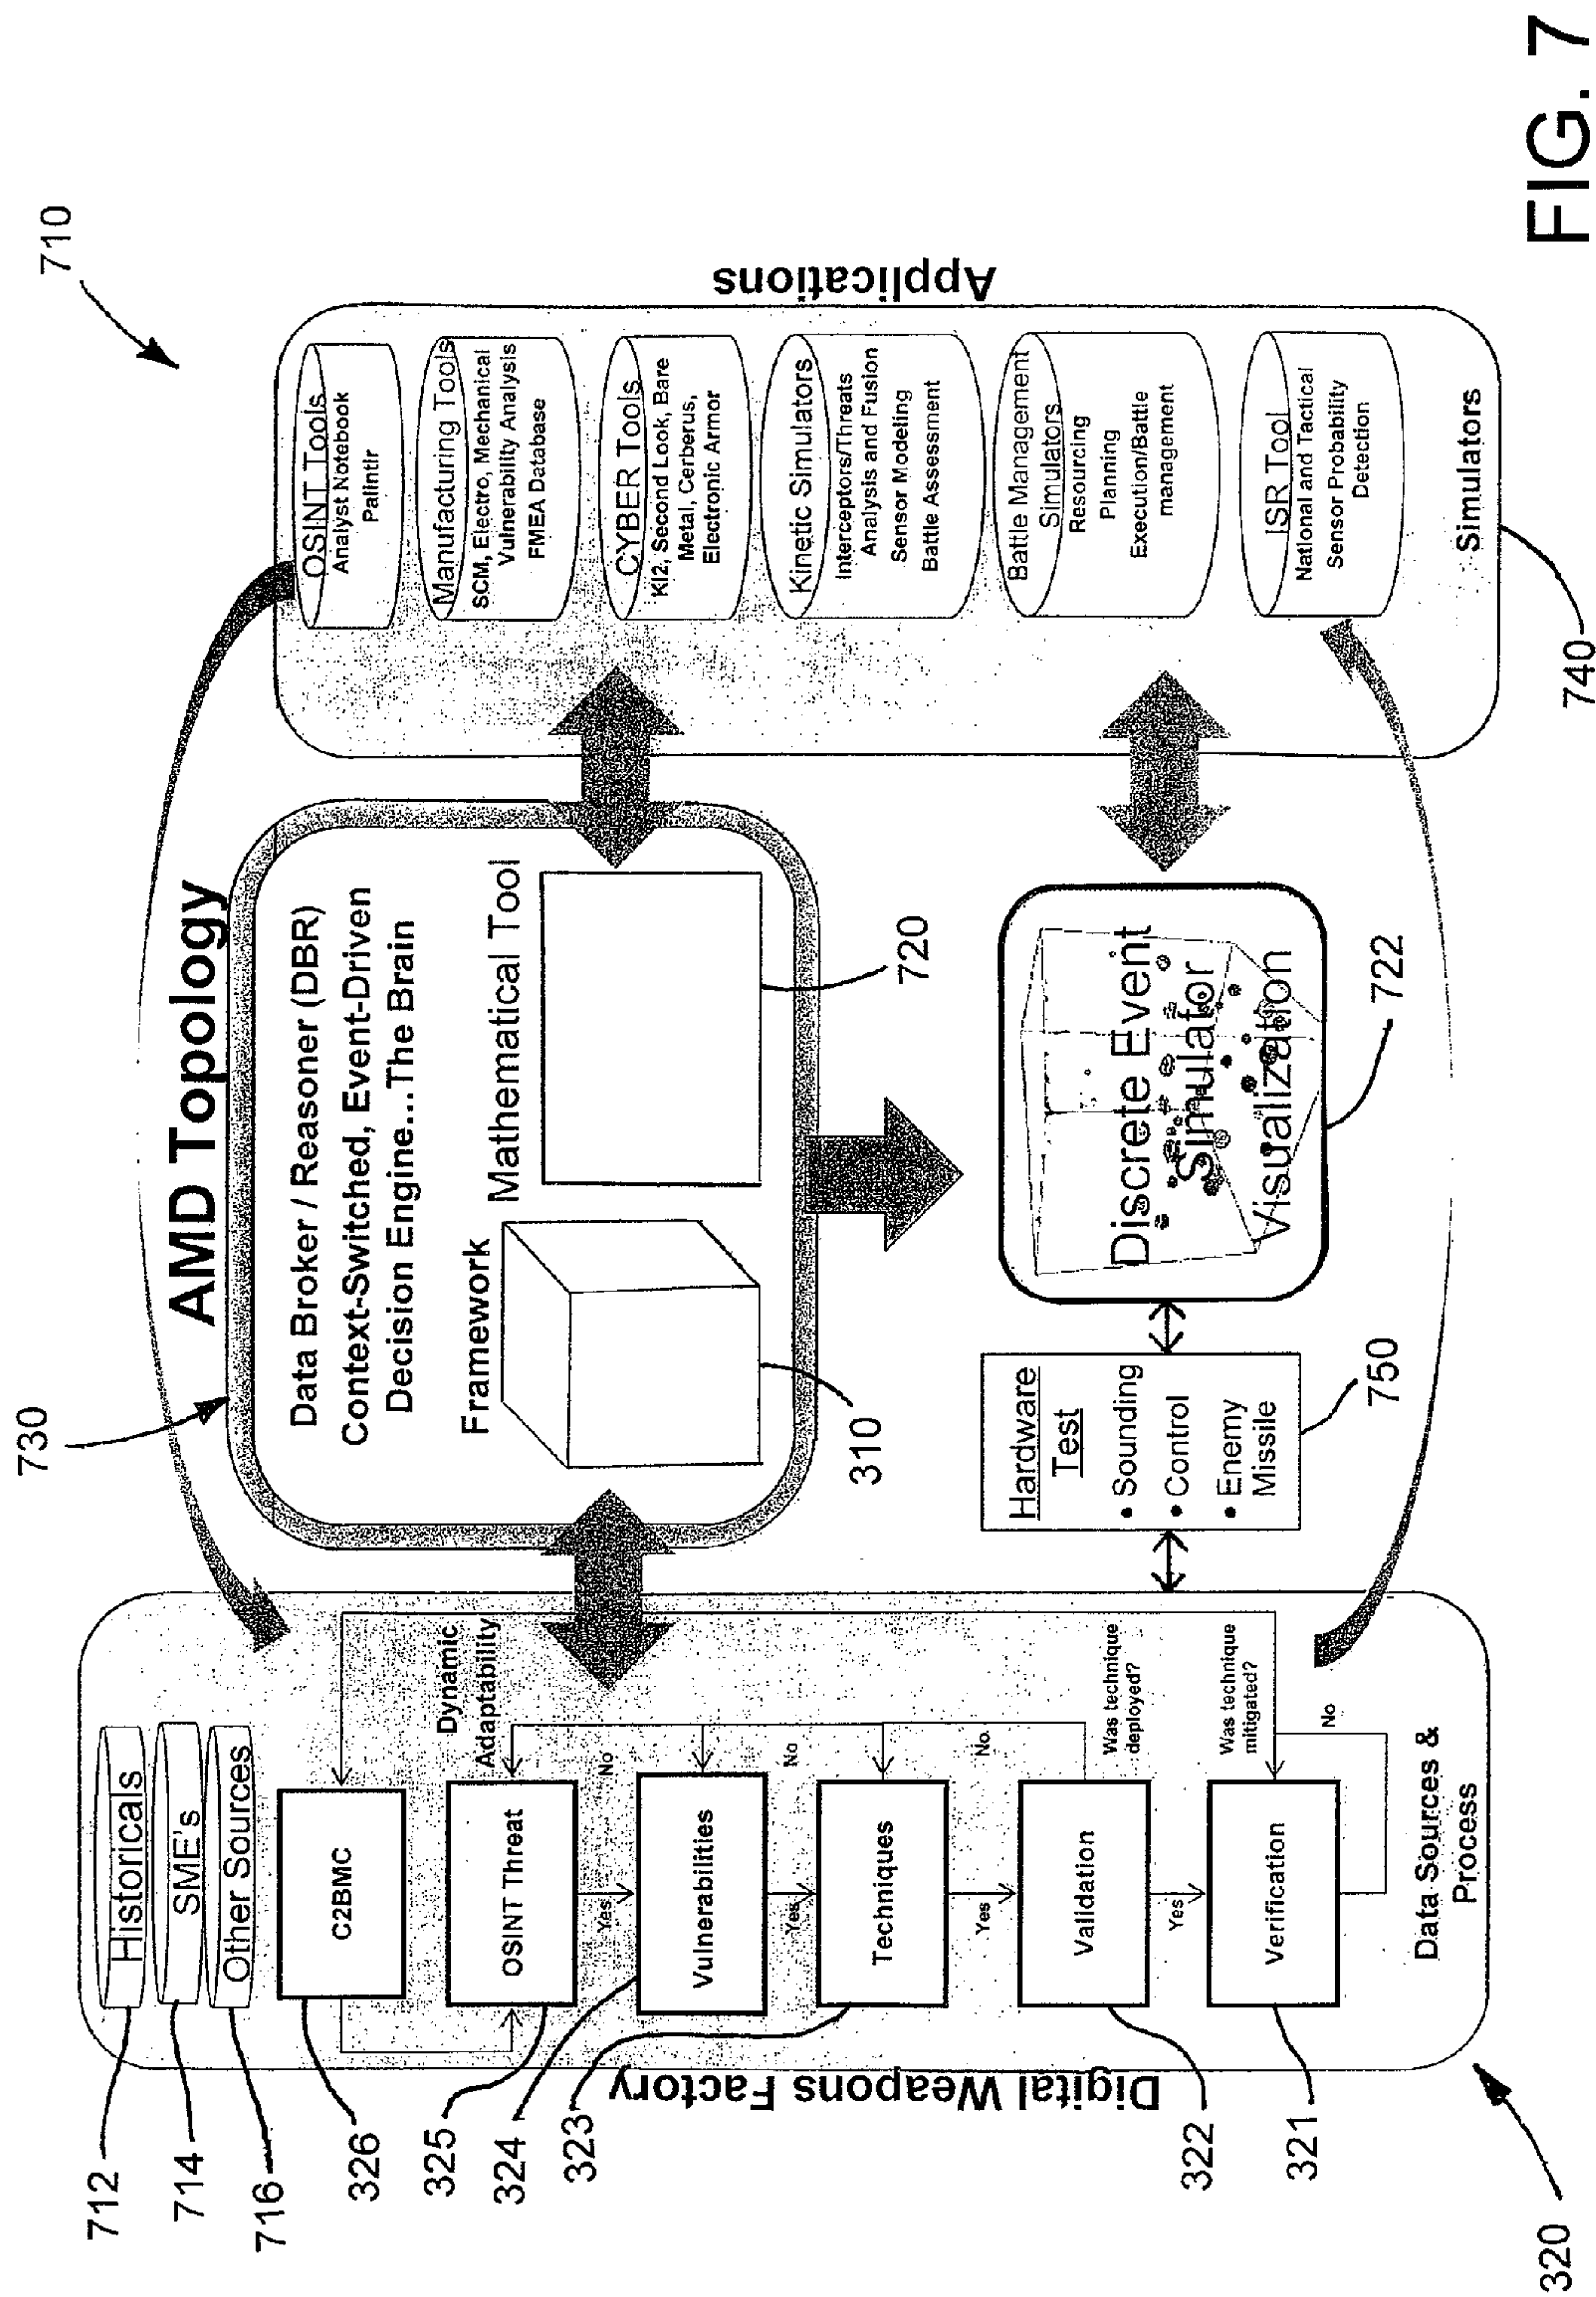 710
AMD Topology
730
320
Digital Weapons Factory
712
Historicals
714
SME's
716
Other Sources
326
C2BMC
Dynamic
Adaptability
325
OSINT Threat
Yes
No
324
Vulnerabilities
Yes
No
323
Techniques
Yes
No
322
Validation
Was technique
deployed?
Yes
321
Verification
Was technique
mitigated?
No
Data Sources &
Process
Data Broker / Reasoner (DBR)
Context-Switched, Event-Driven
Decision Engine...The Brain
Framework
Mathematical Tool
310
720
Hardware
Test
• Sounding
• Control
• Enemy
Missile
750
Discrete Event
Simulator
Visualization
722
OSINT Tools
Analyst Notebook
Palintir
Manufacturing Tools
SCM, Electro, Mechanical
Vulnerability Analysis
FMEA Database
CYBER Tools
KI2, Second Look, Bare
Metal, Cerberus,
Electronic Armor
Kinetic Simulators
Interceptors/Threats
Analysis and Fusion
Sensor Modeling
Battle Assessment
Battle Management
Simulators
Resourcing
Planning
Execution/Battle
management
ISR Tool
National and Tactical
Sensor Probability
Detection
Simulators
Applications
740
FIG. 7